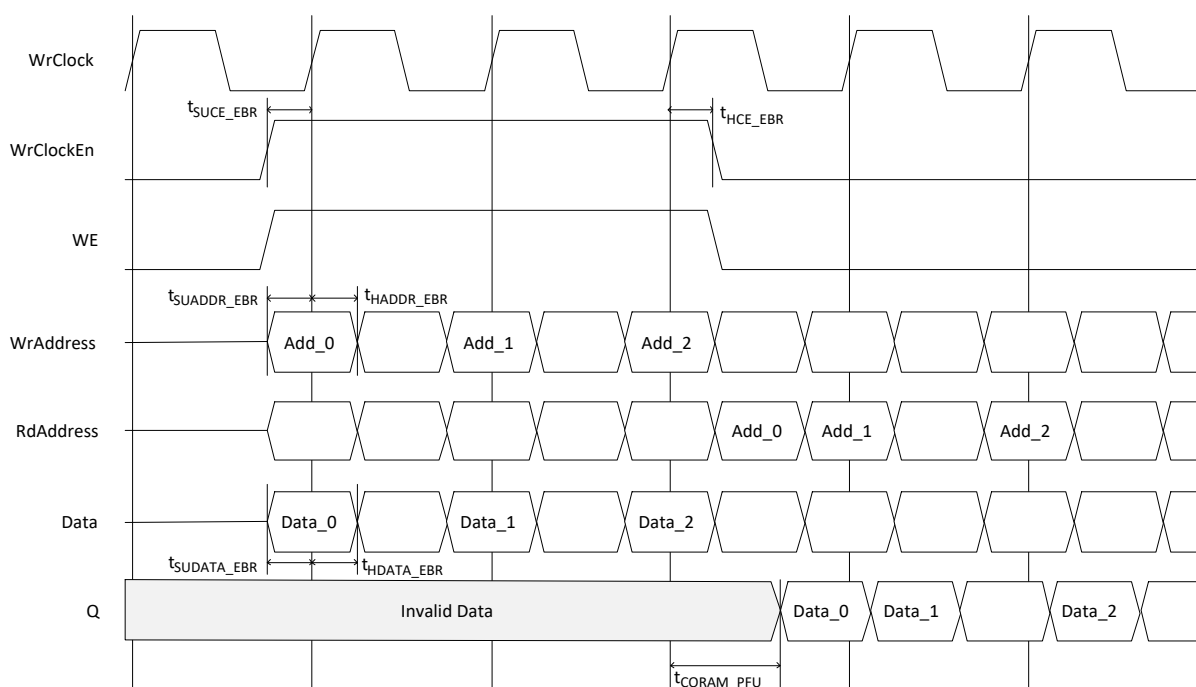 WrClock
t_SUCE_EBR
t_HCE_EBR
WrClockEn
WE
t_SUADDR_EBR t_HADDR_EBR
WrAddress Add_0 Add_1 Add_2
RdAddress Add_0 Add_1 Add_2
Data Data_0 Data_1 Data_2
t_SUDATA_EBR t_HDATA_EBR
Q Invalid Data Data_0 Data_1 Data_2
t_CORAM_PFU